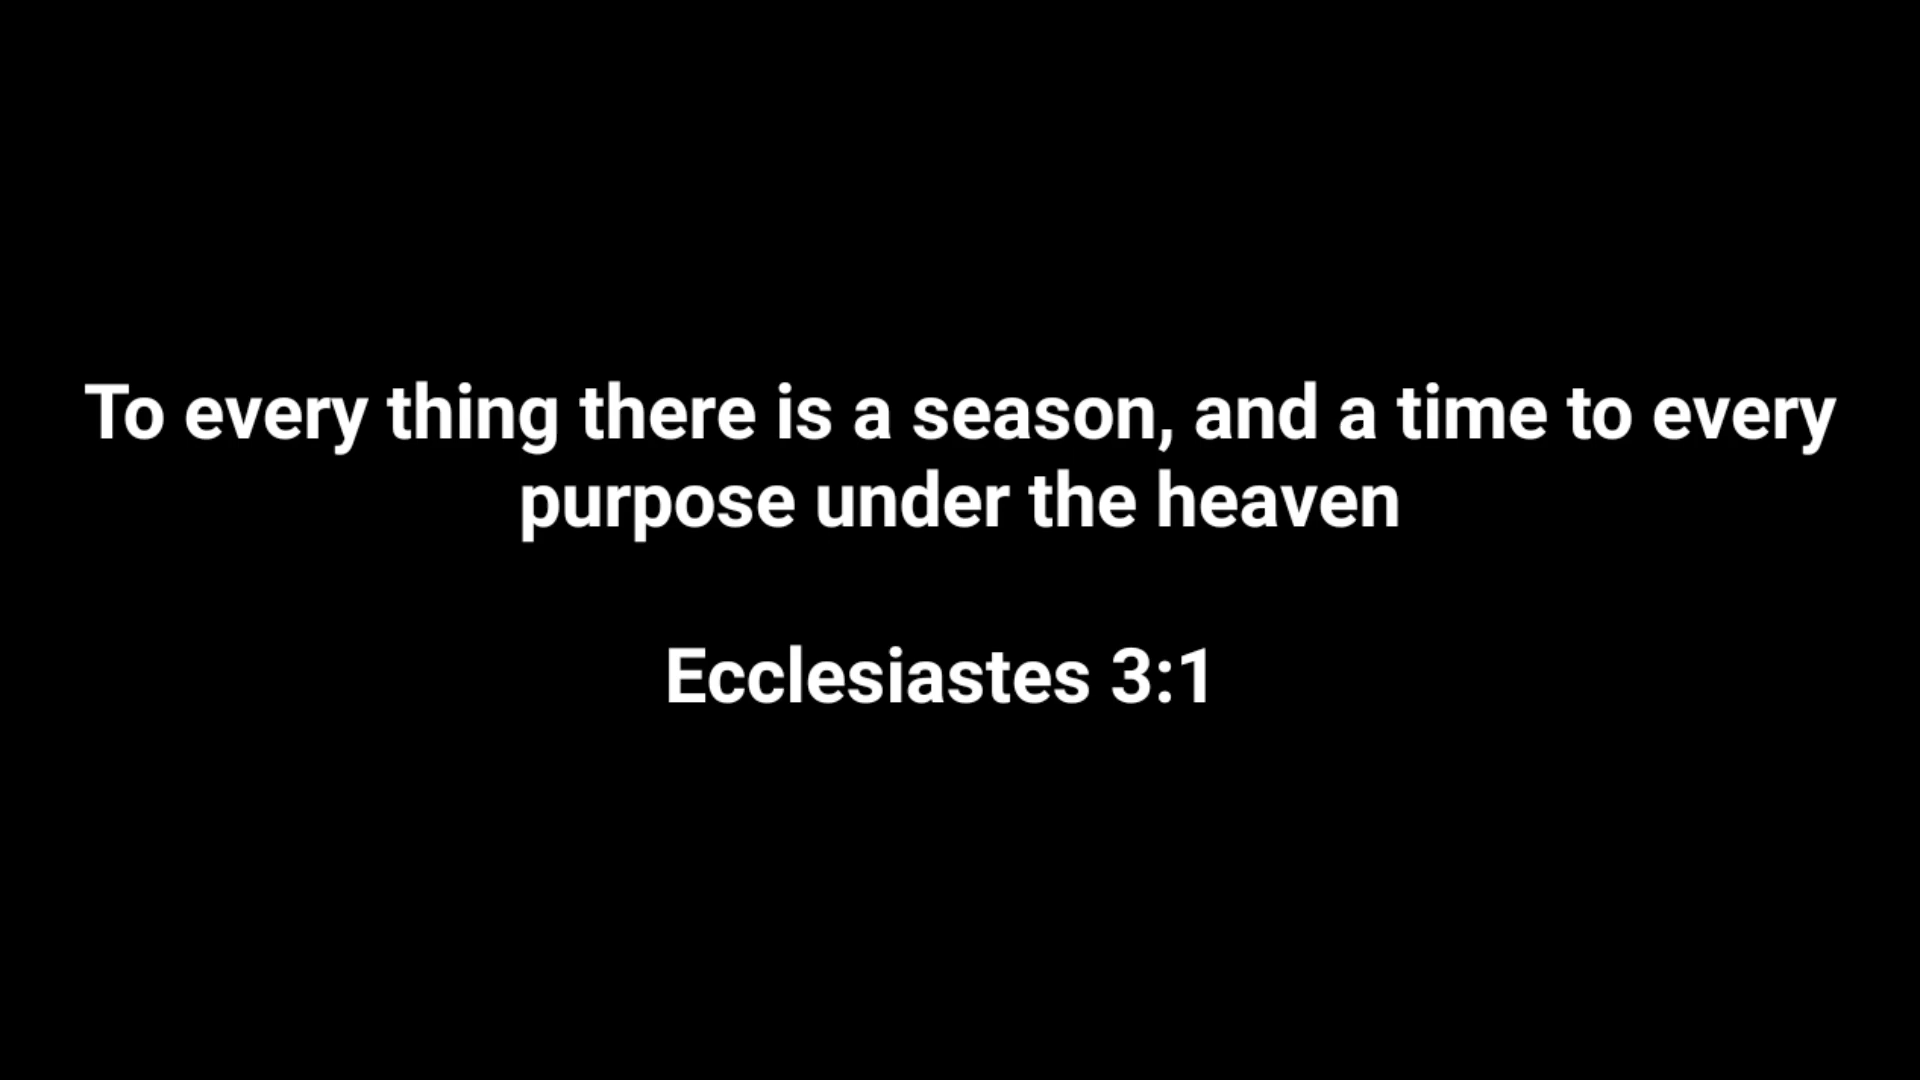 To every thing there is a season, and a time to every
purpose under the heaven
Ecclesiastes 3:1